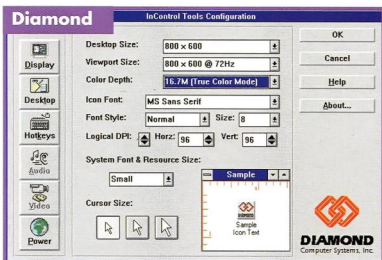 Diamond
InControl Tools Configuration
Display
Desktop
Hotkeys
Audio
Video
Power
Desktop Size: 800 x 600
Viewport Size: 800 x 600 @ 72Hz
Color Depth: 16.7M (True Color Mode)
Icon Font: MS Sans Serif
Font Style: Normal Size: 8
Logical DPI: Horz: 96 Vert: 96
System Font & Resource Size:
Small
Cursor Size:
Sample
Sample
Icon Text
OK
Cancel
Help
About...
DIAMOND
Computer Systems, Inc.